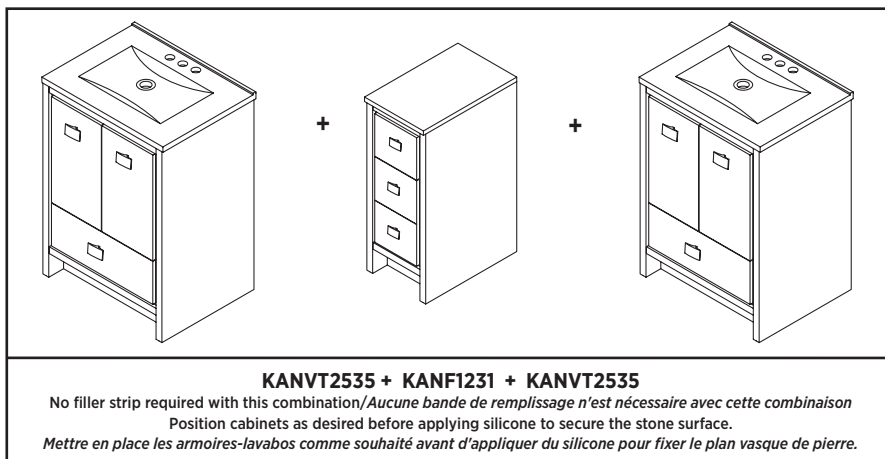 + +
KANVT2535 + KANF1231 + KANVT2535
No filler strip required with this combination/Aucune bande de remplissage n'est nécessaire avec cette combinaison
Position cabinets as desired before applying silicone to secure the stone surface.
Mettre en place les armoires-lavabos comme souhaité avant d'appliquer du silicone pour fixer le plan vasque de pierre.